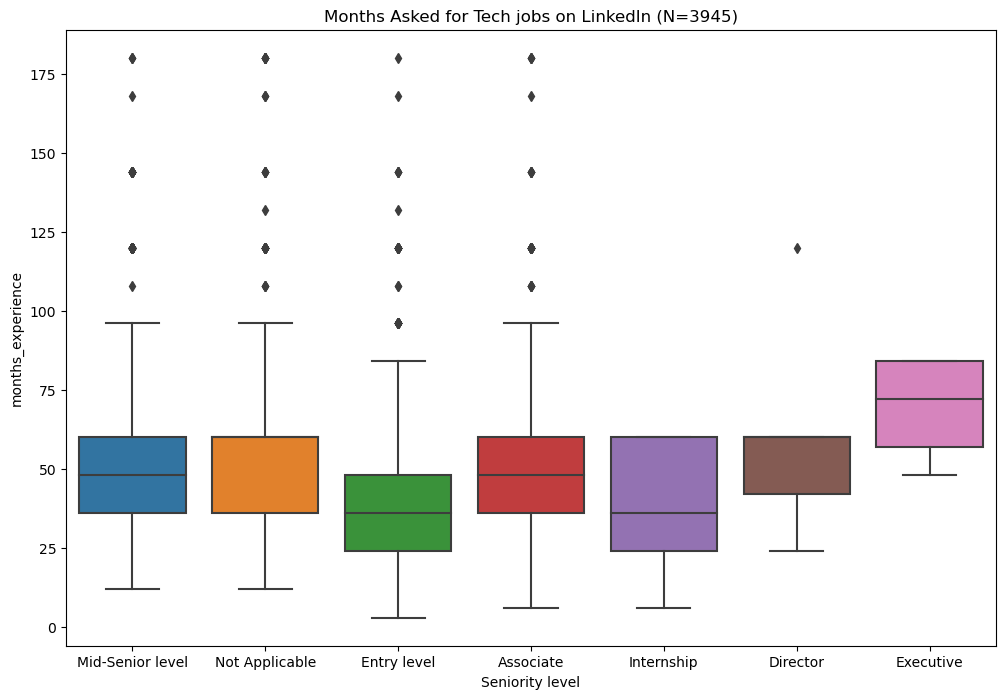 Months Asked for Tech jobs on LinkedIn (N=3945)
175
150
125
100
75
50
25
0
months_experience
Mid-Senior level
Not Applicable
Entry level
Associate
Internship
Director
Executive
Seniority level